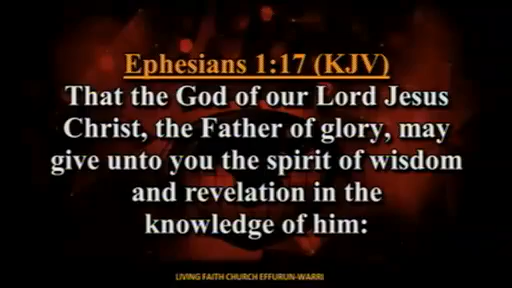 Ephesians 1:17 (KJV)
That the God of our Lord Jesus
Christ, the Father of glory, may
give unto you the spirit of wisdom
and revelation in the
knowledge of him:
LIVING FAITH CHURCH EFFURUN-WARRI